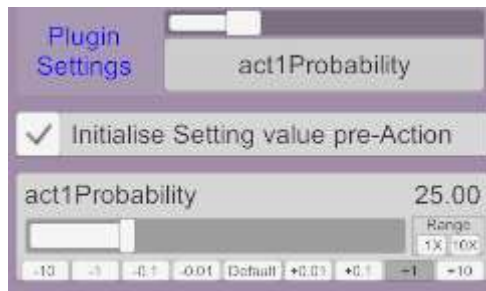 Plugin
Settings
act1Probability
Initialise Setting value pre-Action
act1Probability 25.00
Range
1X 10X
-10 -1 -0.1 -0.01 Default +0.01 +0.1 +1 +10